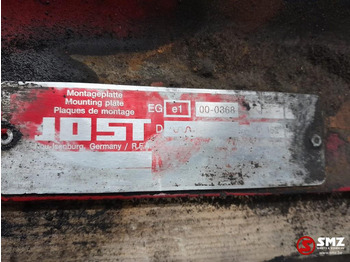 Montageplatte
Mounting plate
Plaques de montage
EG e1 00-0368
JOST D
Germany / R.F.A.
SMZ